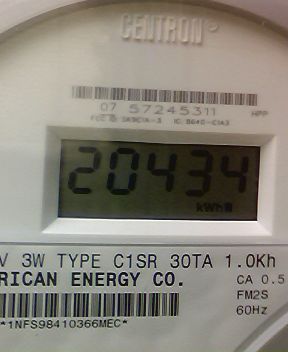 CENTRON®
07 57245311 HPP
20434
kWh
V 3W TYPE C1SR 30TA 1.0Kh
RICAN ENERGY CO. CA 0.5
FM2S
*1NFS98410366MEC* 60Hz